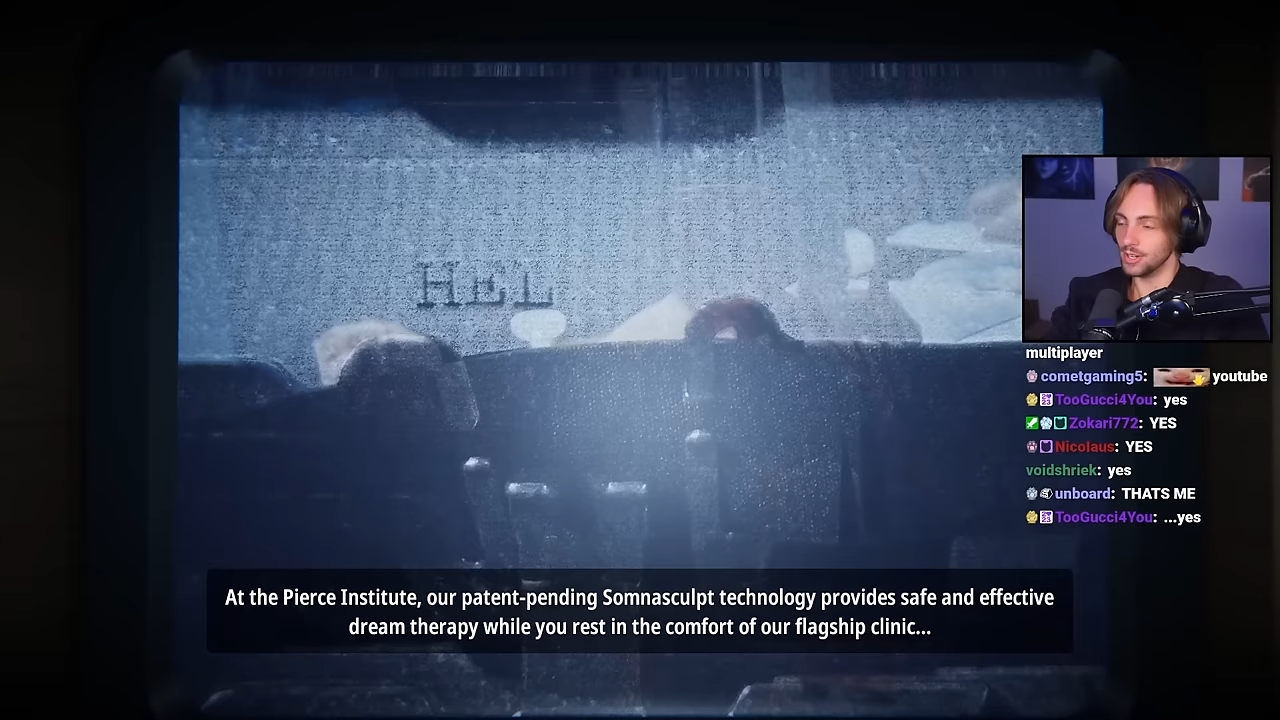 HEL
multiplayer
cometgaming5: youtube
TooGucci4You: yes
Zokari772: YES
Nicolaus: YES
voidshriek: yes
unboard: THATS ME
TooGucci4You: ...yes
At the Pierce Institute, our patent-pending Somnasculpt technology provides safe and effective
dream therapy while you rest in the comfort of our flagship clinic...